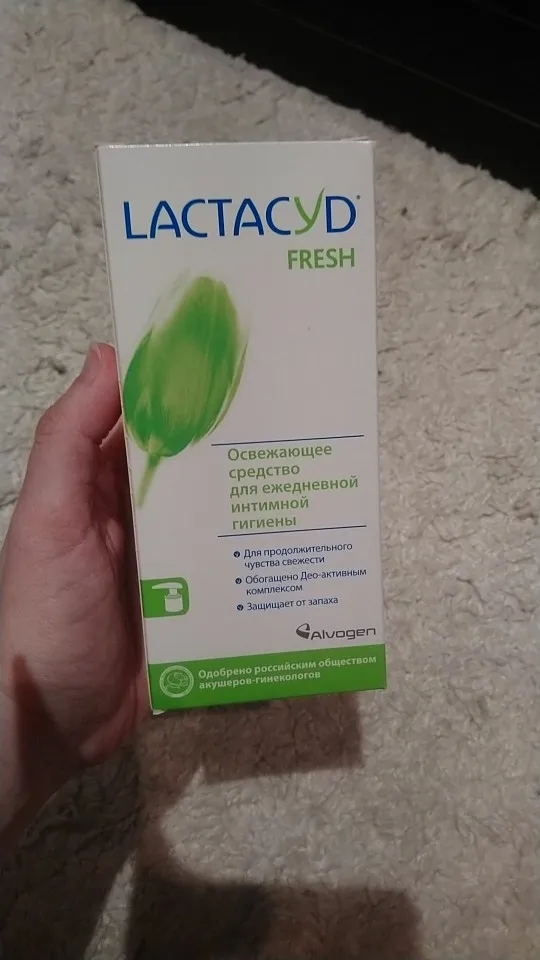 LACTACYD®
FRESH
Освежающее
средство
для ежедневной
интимной
гигиены
Для продолжительного
чувства свежести
Обогащено Део-активным
комплексом
Защищает от запаха
Alvogen
Одобрено российским обществом
акушеров-гинекологов